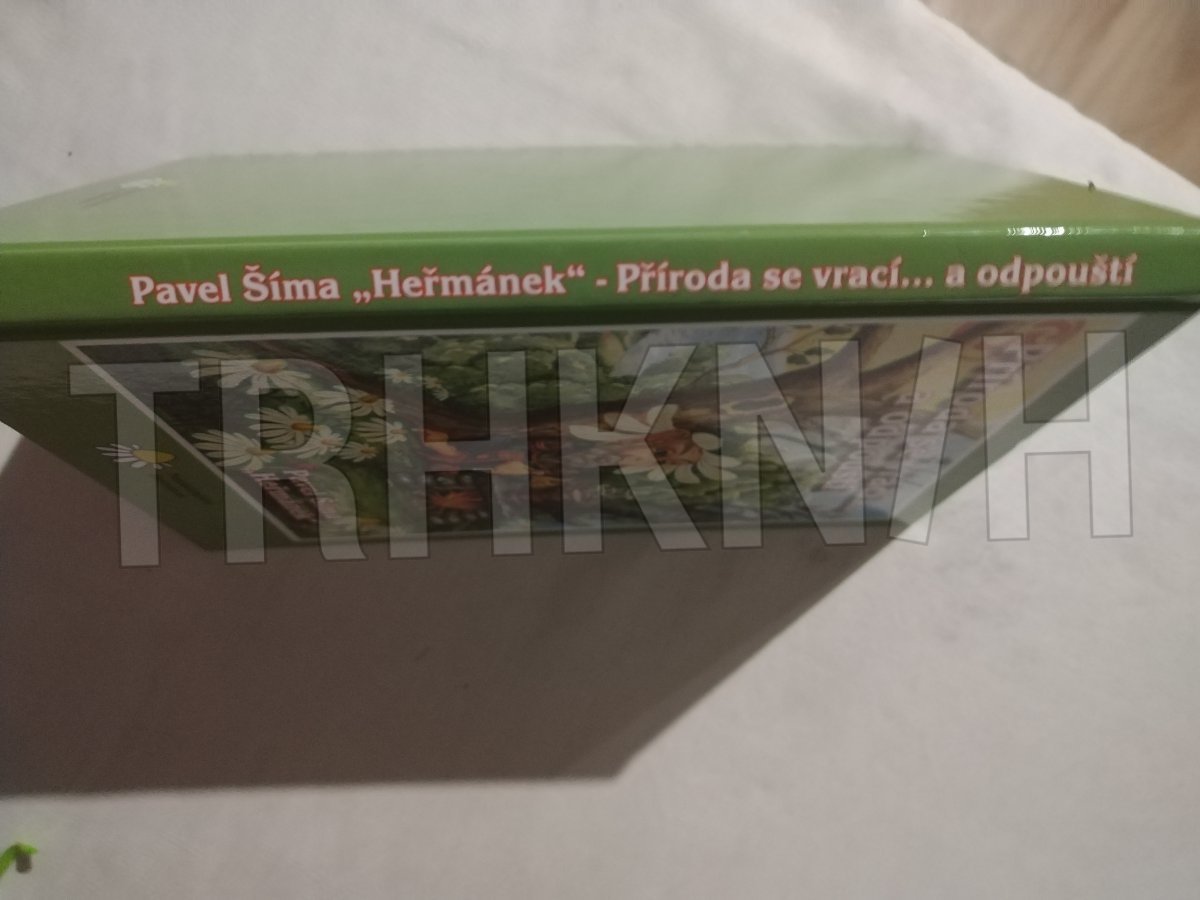 Pavel Šíma „Heřmánek“ - Příroda se vrací... a odpouští
TRHKNIH